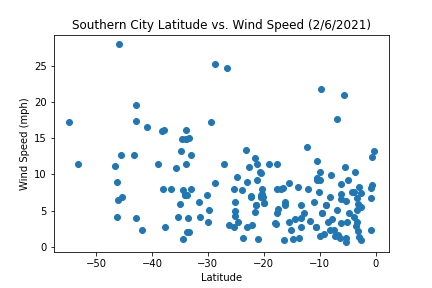 Southern City Latitude vs. Wind Speed (2/6/2021)
Wind Speed (mph)
25
20
15
10
5
0
−50 −40 −30 −20 −10 0
Latitude